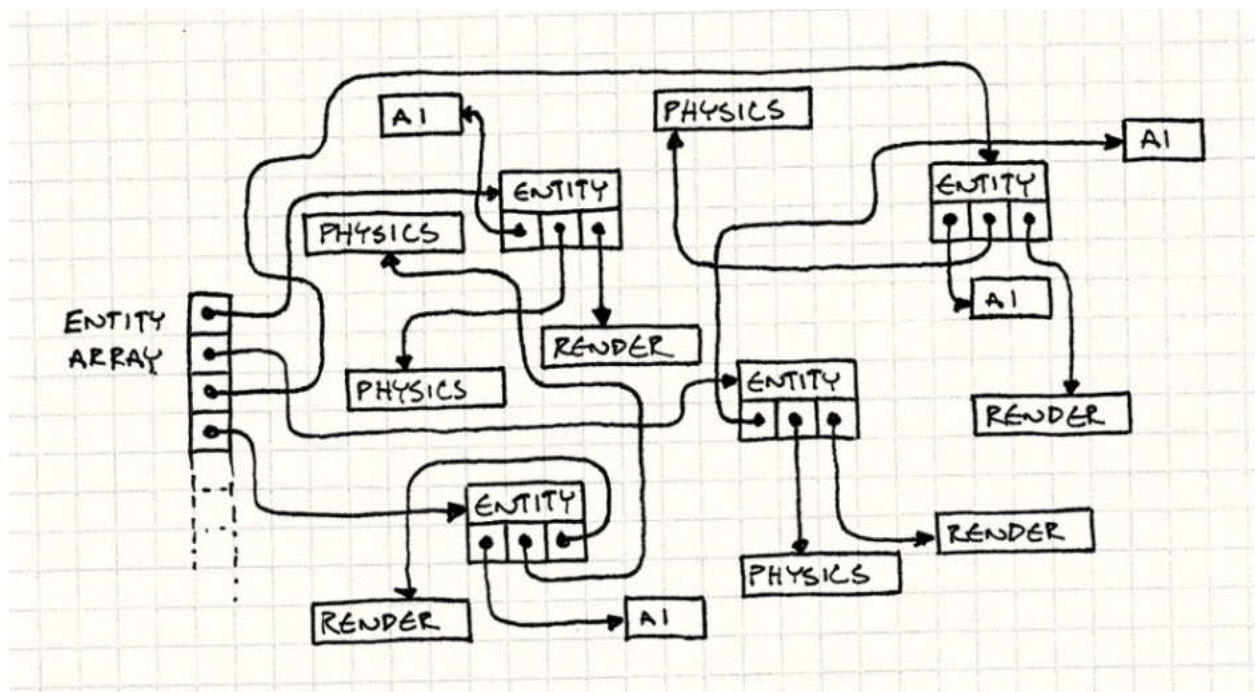 AI
PHYSICS
AI
ENTITY
ENTITY
PHYSICS
AI
ENTITY
ARRAY
RENDER
PHYSICS
ENTITY
RENDER
ENTITY
RENDER
PHYSICS
RENDER
AI